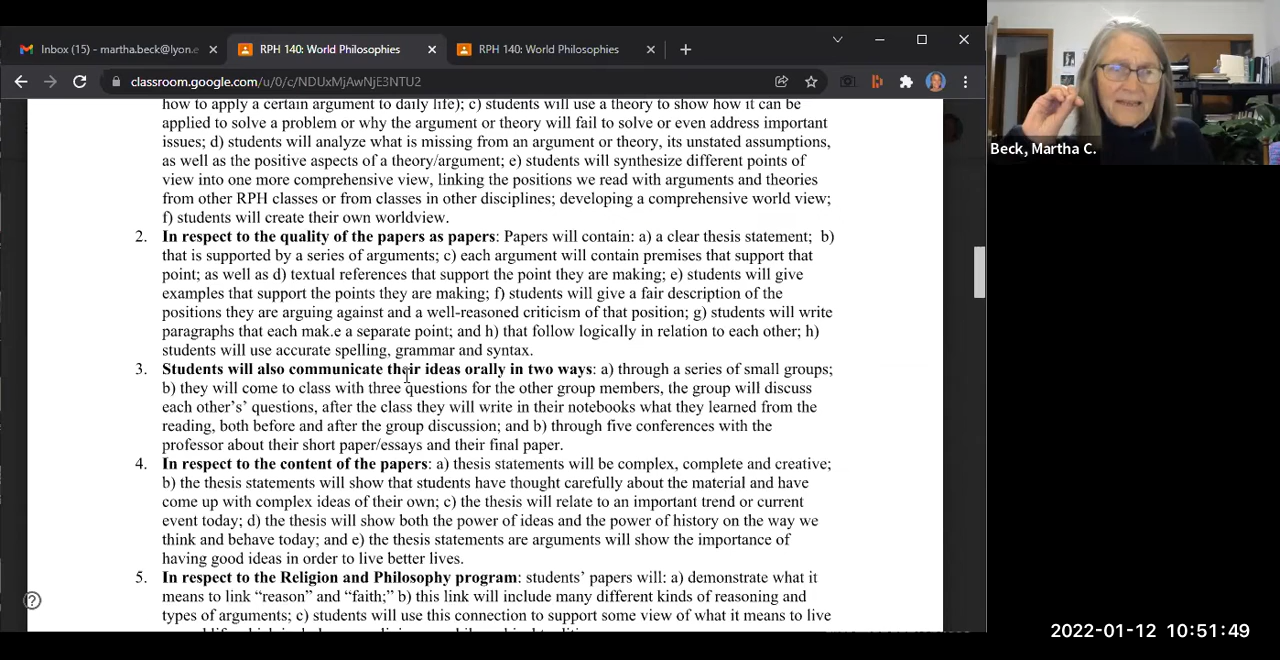 Inbox (15) - martha.beck@lyon.e
RPH 140: World Philosophies
RPH 140: World Philosophies
classroom.google.com/u/0/c/NDUxMjAwNjE3NTU2
how to apply a certain argument to daily life); c) students will use a theory to show how it can be
applied to solve a problem or why the argument or theory will fail to solve or even address important
issues; d) students will analyze what is missing from an argument or theory, its unstated assumptions,
as well as the positive aspects of a theory/argument; e) students will synthesize different points of
view into one more comprehensive view, linking the positions we read with arguments and theories
from other RPH classes or from classes in other disciplines; developing a comprehensive world view;
f) students will create their own worldview.
2. In respect to the quality of the papers as papers: Papers will contain: a) a clear thesis statement; b)
that is supported by a series of arguments; c) each argument will contain premises that support that
point; as well as d) textual references that support the point they are making; e) students will give
examples that support the points they are making; f) students will give a fair description of the
positions they are arguing against and a well-reasoned criticism of that position; g) students will write
paragraphs that each mak.e a separate point; and h) that follow logically in relation to each other; h)
students will use accurate spelling, grammar and syntax.
3. Students will also communicate their ideas orally in two ways: a) through a series of small groups;
b) they will come to class with three questions for the other group members, the group will discuss
each other's' questions, after the class they will write in their notebooks what they learned from the
reading, both before and after the group discussion; and b) through five conferences with the
professor about their short paper/essays and their final paper.
4. In respect to the content of the papers: a) thesis statements will be complex, complete and creative;
b) the thesis statements will show that students have thought carefully about the material and have
come up with complex ideas of their own; c) the thesis will relate to an important trend or current
event today; d) the thesis will show both the power of ideas and the power of history on the way we
think and behave today; and e) the thesis statements are arguments will show the importance of
having good ideas in order to live better lives.
5. In respect to the Religion and Philosophy program: students' papers will: a) demonstrate what it
means to link “reason” and “faith;” b) this link will include many different kinds of reasoning and
types of arguments; c) students will use this connection to support some view of what it means to live
Beck, Martha C.
2022-01-12 10:51:49